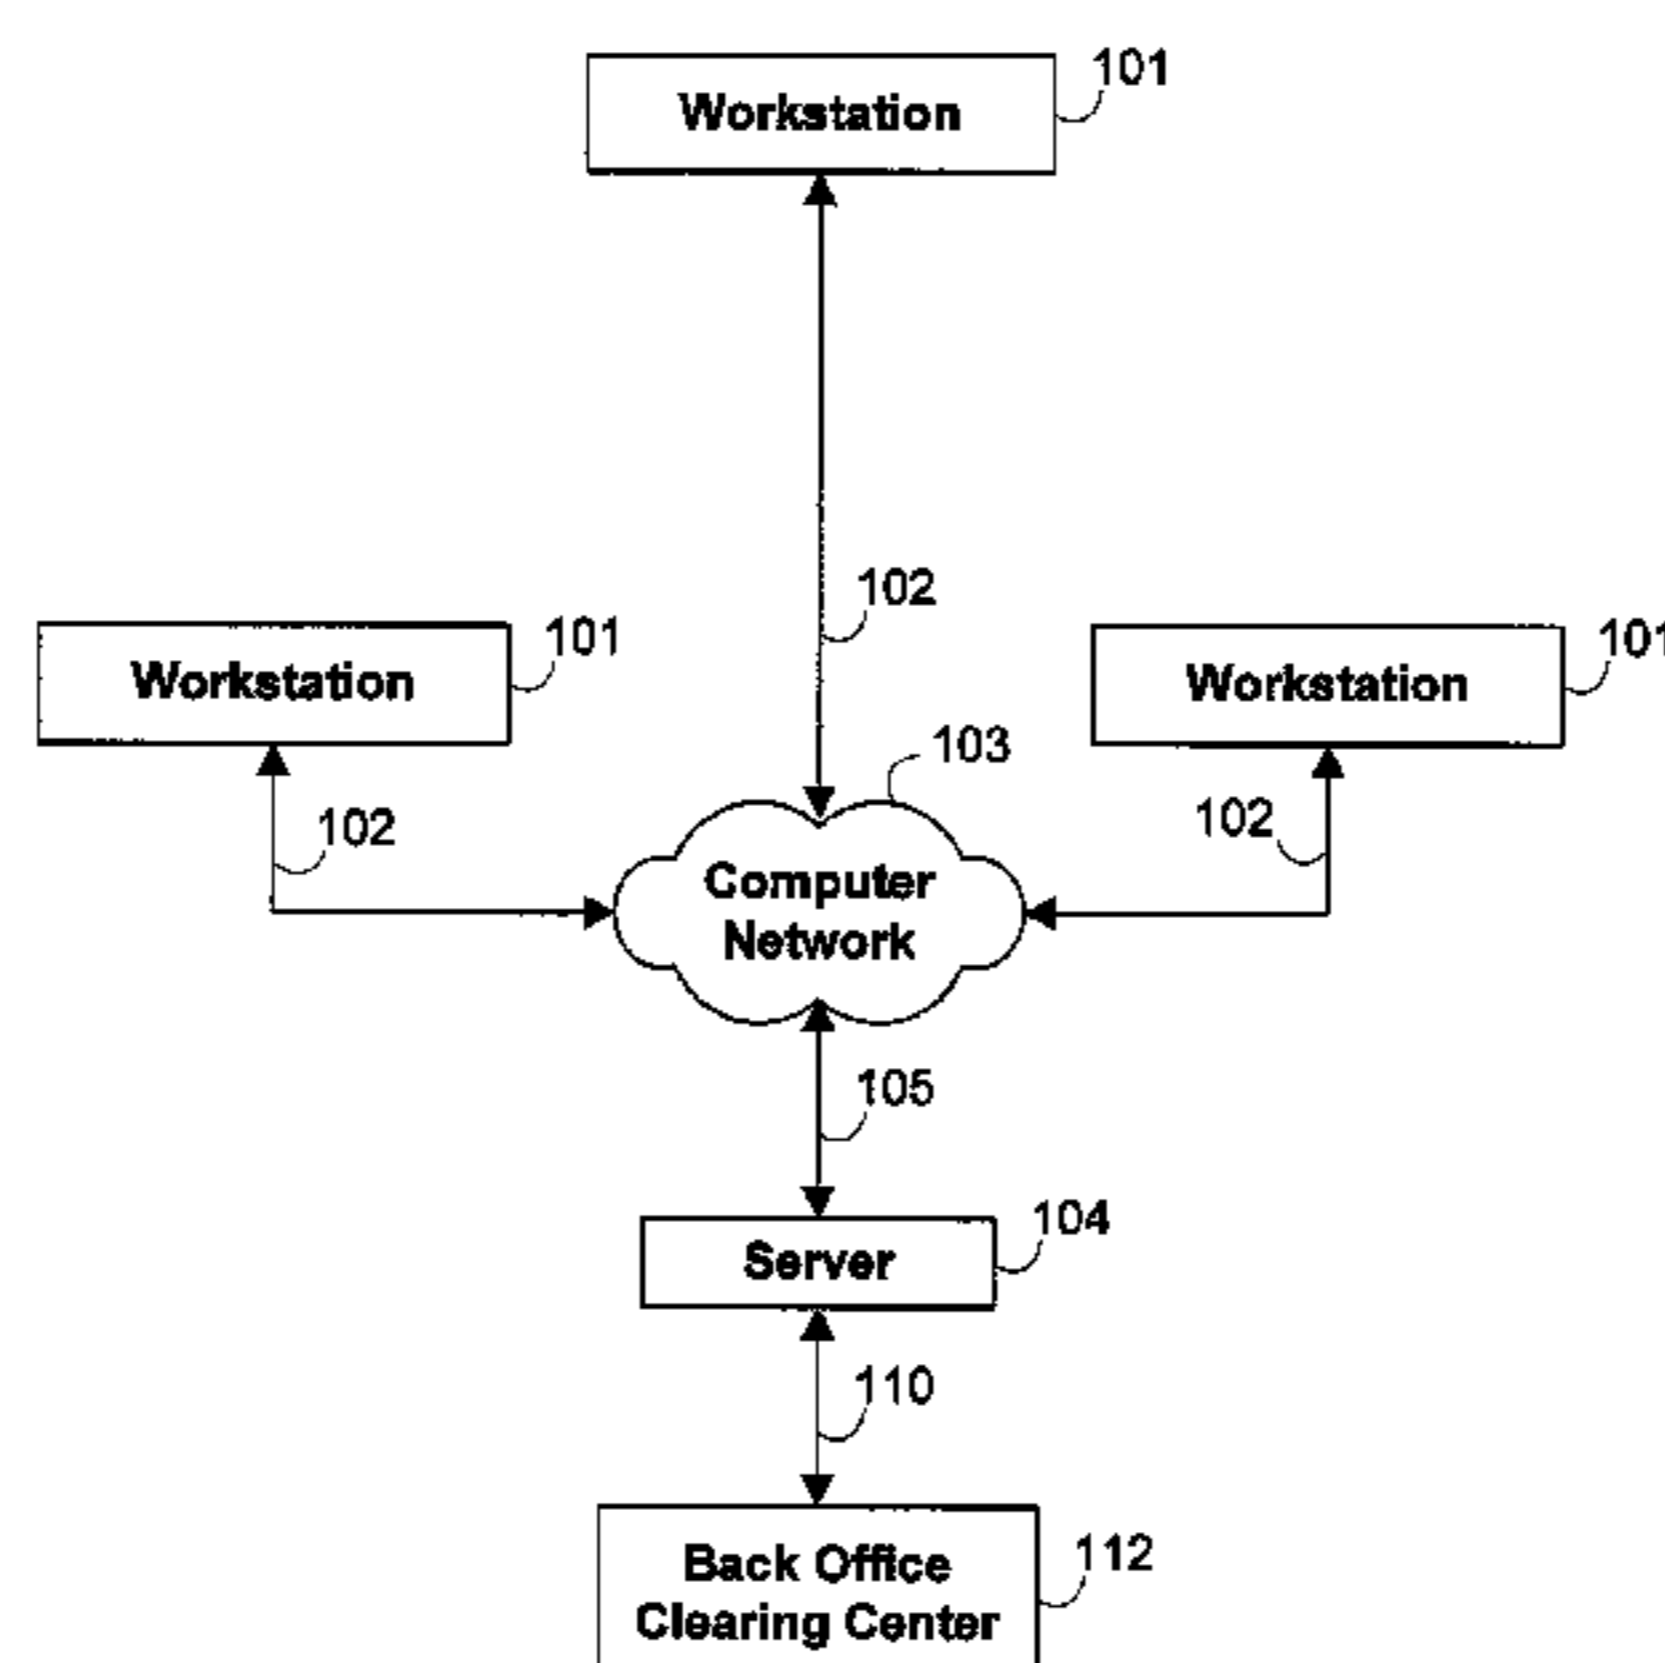 101
Workstation
102
101
Workstation
101
Workstation
103
102
102
Computer
Network
105
104
Server
110
Back Office
112
Clearing Center